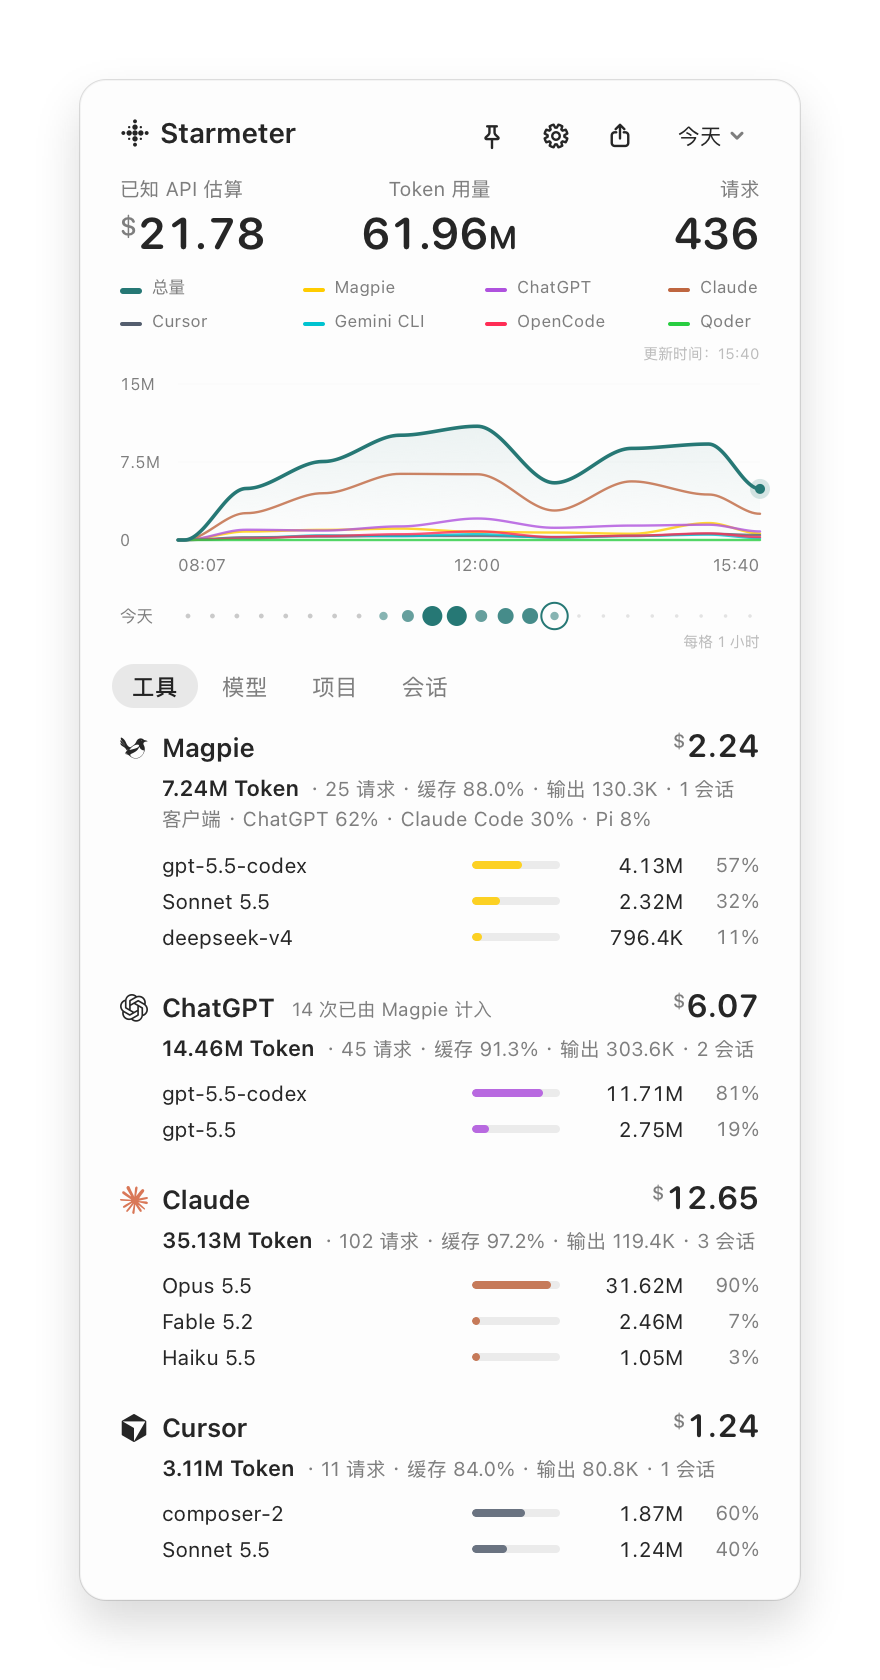 Starmeter 今天
已知 API 估算 Token 用量 请求
$21.78 61.96M 436
总量 Magpie ChatGPT Claude
Cursor Gemini CLI OpenCode Qoder
更新时间：15:40
15M
7.5M
0
08:07 12:00 15:40
今天
每格 1 小时
工具 模型 项目 会话
Magpie $2.24
7.24M Token · 25 请求 · 缓存 88.0% · 输出 130.3K · 1 会话
客户端 · ChatGPT 62% · Claude Code 30% · Pi 8%
gpt-5.5-codex 4.13M 57%
Sonnet 5.5 2.32M 32%
deepseek-v4 796.4K 11%
ChatGPT 14 次已由 Magpie 计入 $6.07
14.46M Token · 45 请求 · 缓存 91.3% · 输出 303.6K · 2 会话
gpt-5.5-codex 11.71M 81%
gpt-5.5 2.75M 19%
Claude $12.65
35.13M Token · 102 请求 · 缓存 97.2% · 输出 119.4K · 3 会话
Opus 5.5 31.62M 90%
Fable 5.2 2.46M 7%
Haiku 5.5 1.05M 3%
Cursor $1.24
3.11M Token · 11 请求 · 缓存 84.0% · 输出 80.8K · 1 会话
composer-2 1.87M 60%
Sonnet 5.5 1.24M 40%